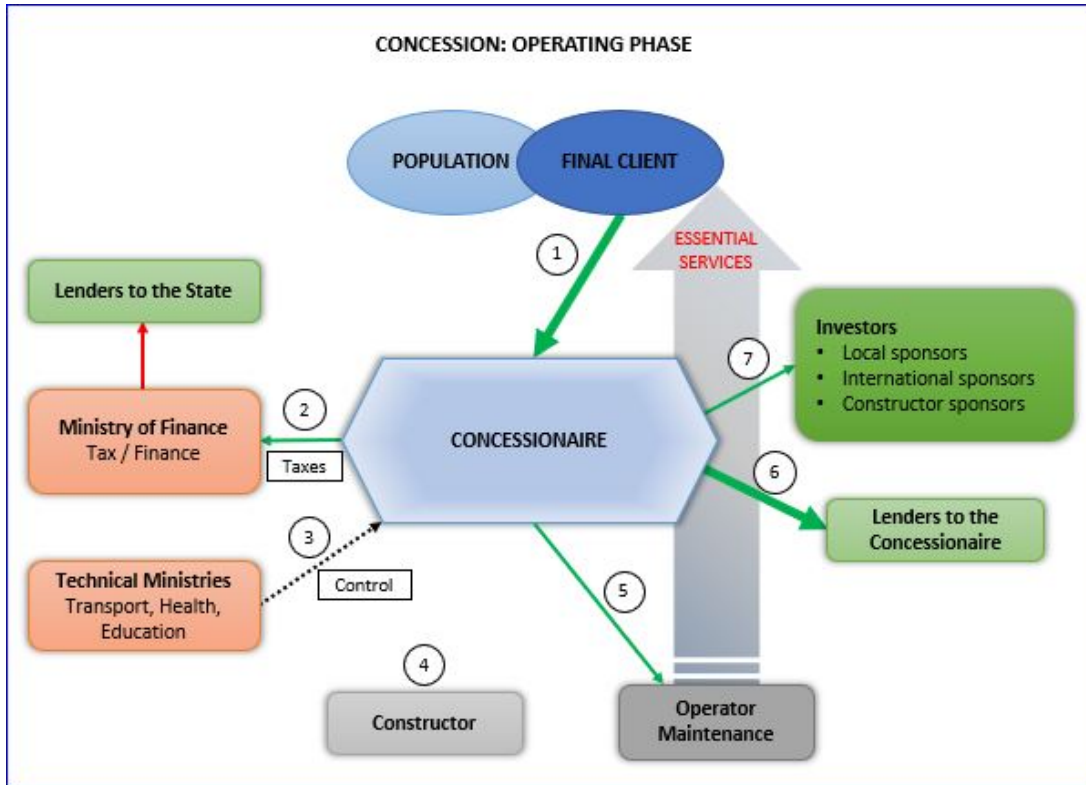 CONCESSION: OPERATING PHASE
POPULATION
FINAL CLIENT
1
ESSENTIAL
SERVICES
Lenders to the State
Investors
• Local sponsors
• International sponsors
• Constructor sponsors
7
2
Ministry of Finance
Tax / Finance
Taxes
CONCESSIONAIRE
6
Lenders to the
Concessionaire
3
Technical Ministries
Transport, Health,
Education
Control
5
4
Constructor
Operator
Maintenance